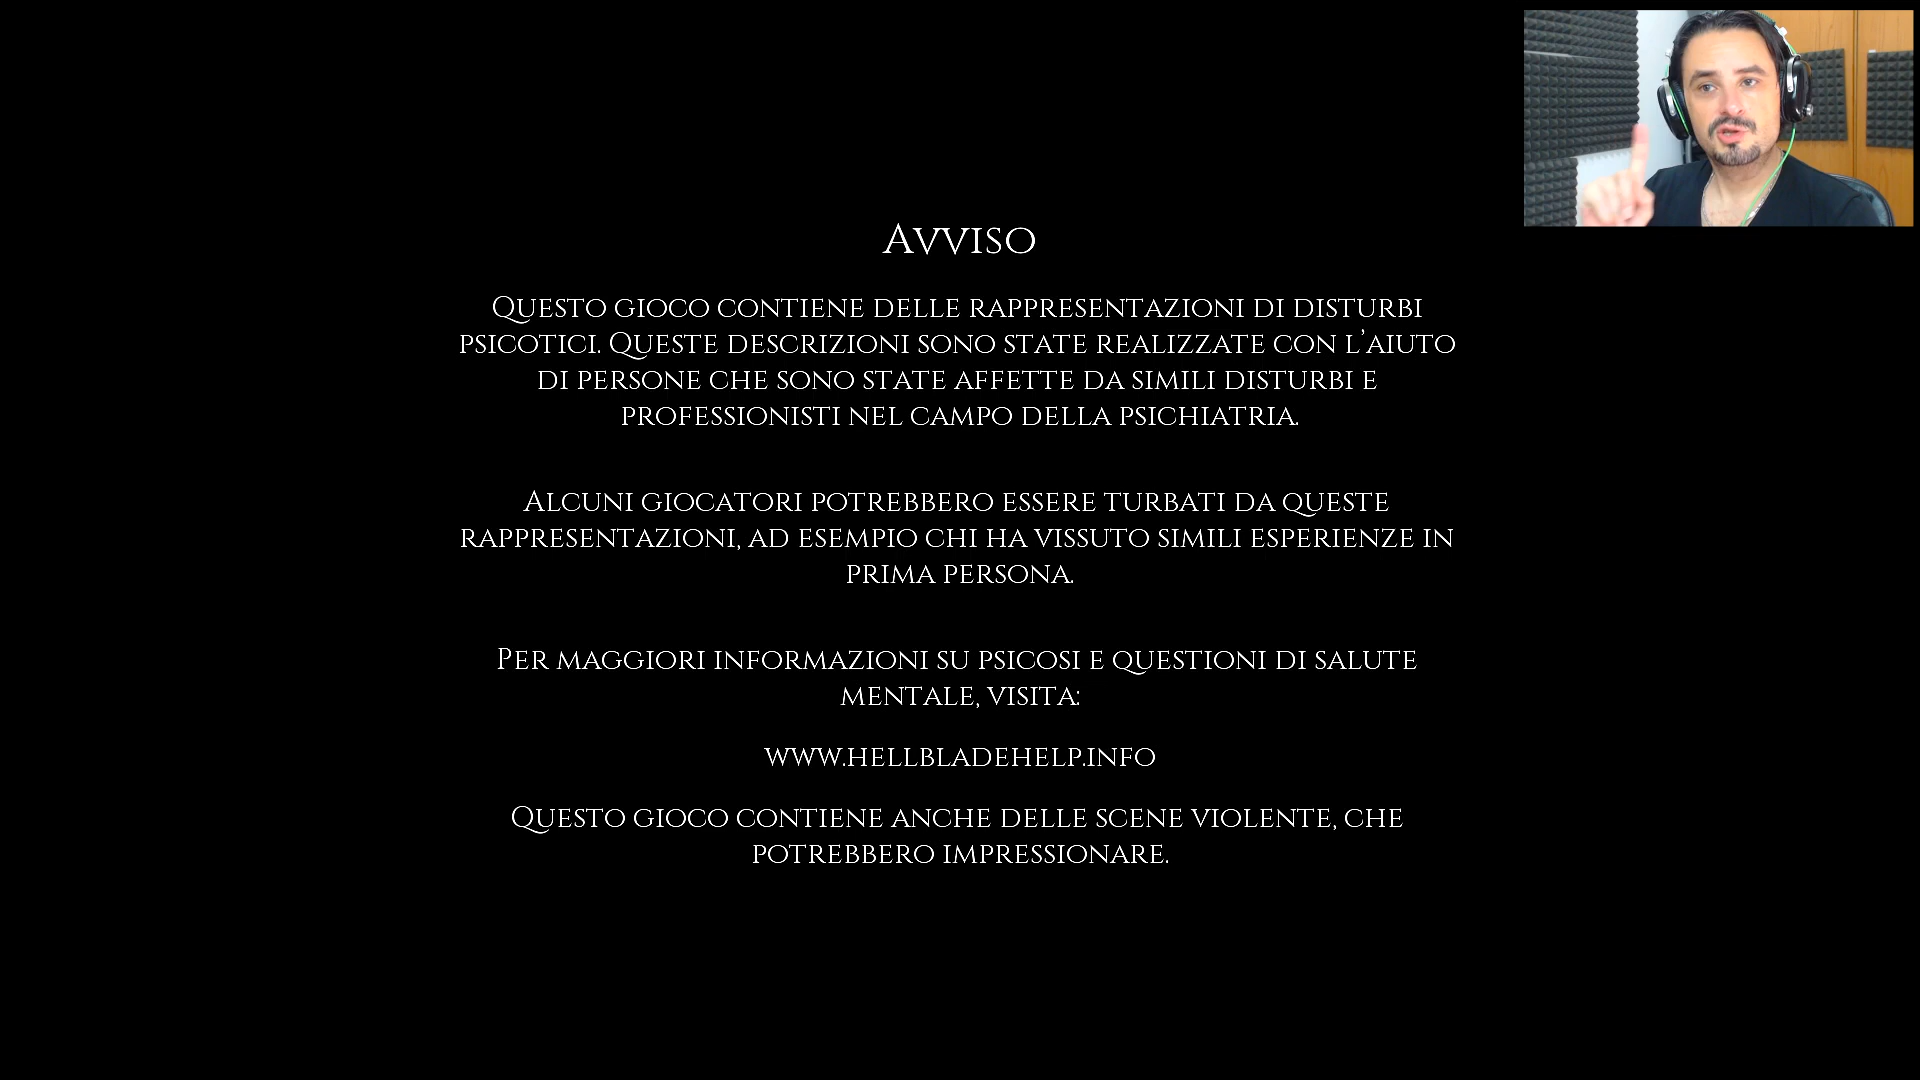 Avviso
Questo gioco contiene delle rappresentazioni di disturbi
psicotici. Queste descrizioni sono state realizzate con l'aiuto
di persone che sono state affette da simili disturbi e
professionisti nel campo della psichiatria.
Alcuni giocatori potrebbero essere turbati da queste
rappresentazioni, ad esempio chi ha vissuto simili esperienze in
prima persona.
Per maggiori informazioni su psicosi e questioni di salute
mentale, visita:
www.hellbladehelp.info
Questo gioco contiene anche delle scene violente, che
potrebbero impressionare.